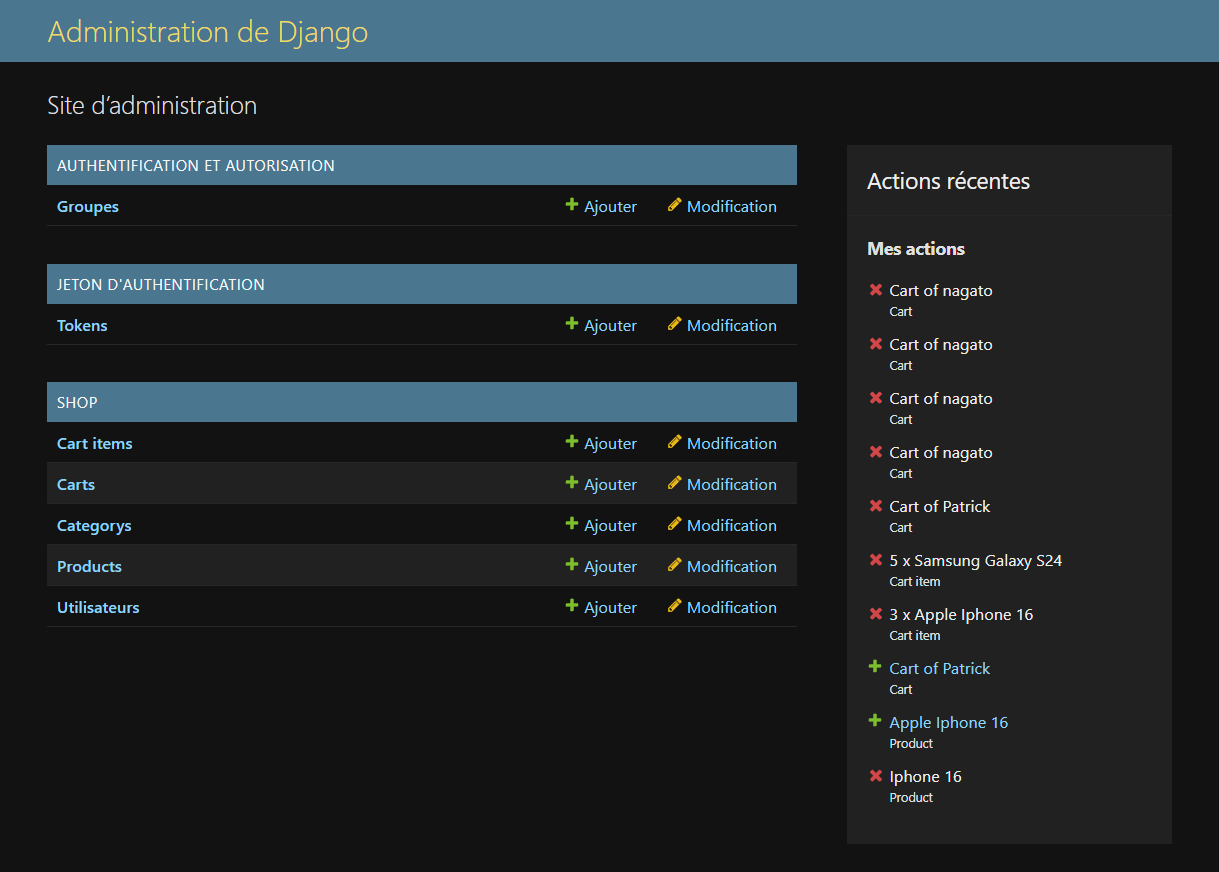 Administration de Django
Site d’administration
AUTHENTIFICATION ET AUTORISATION
Groupes Ajouter Modification
JETON D'AUTHENTIFICATION
Tokens Ajouter Modification
SHOP
Cart items Ajouter Modification
Carts Ajouter Modification
Categorys Ajouter Modification
Products Ajouter Modification
Utilisateurs Ajouter Modification
Actions récentes
Mes actions
Cart of nagato
Cart
Cart of nagato
Cart
Cart of nagato
Cart
Cart of nagato
Cart
Cart of Patrick
Cart
5 x Samsung Galaxy S24
Cart item
3 x Apple Iphone 16
Cart item
Cart of Patrick
Cart
Apple Iphone 16
Product
Iphone 16
Product